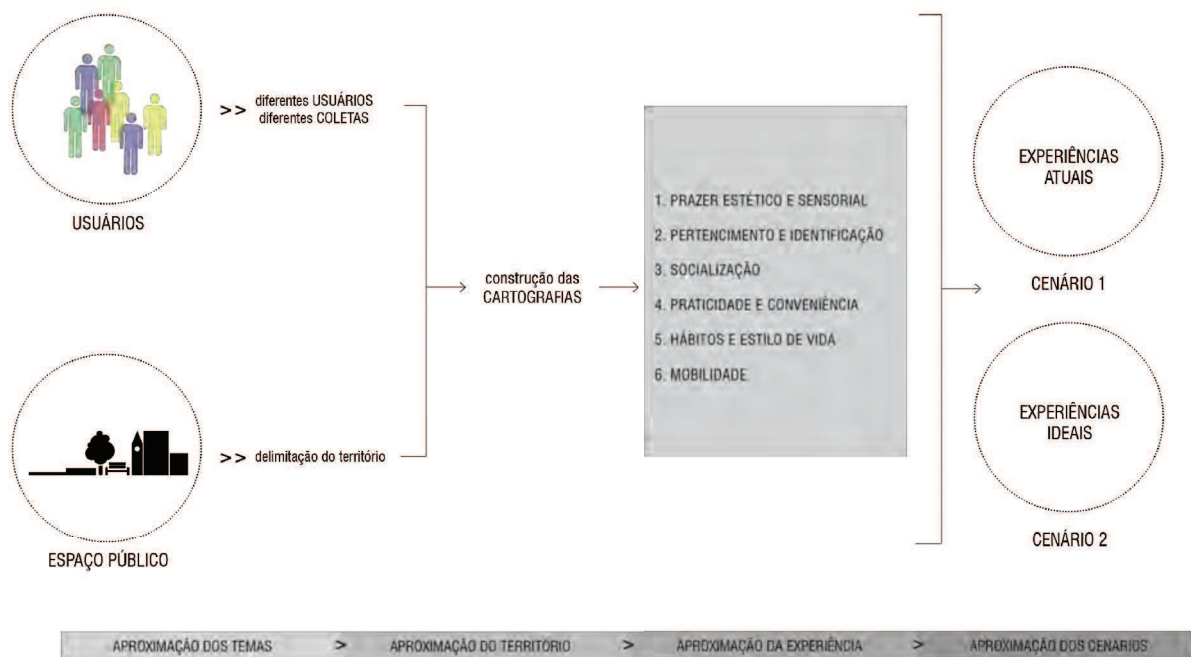 >> diferentes USUÁRIOS
diferentes COLETAS
USUÁRIOS
>> delimitação do território
ESPAÇO PÚBLICO
construção das
CARTOGRAFIAS
1. PRAZER ESTÉTICO E SENSORIAL
2. PERTENCIMENTO E IDENTIFICAÇÃO
3. SOCIALIZAÇÃO
4. PRATICIDADE E CONVENIÊNCIA
5. HÁBITOS E ESTILO DE VIDA
6. MOBILIDADE
EXPERIÊNCIAS
ATUAIS
CENÁRIO 1
EXPERIÊNCIAS
IDEAIS
CENÁRIO 2
APROXIMAÇÃO DOS TEMAS > APROXIMAÇÃO DO TERRITÓRIO > APROXIMAÇÃO DA EXPERIÊNCIA > APROXIMAÇÃO DOS CENÁRIOS